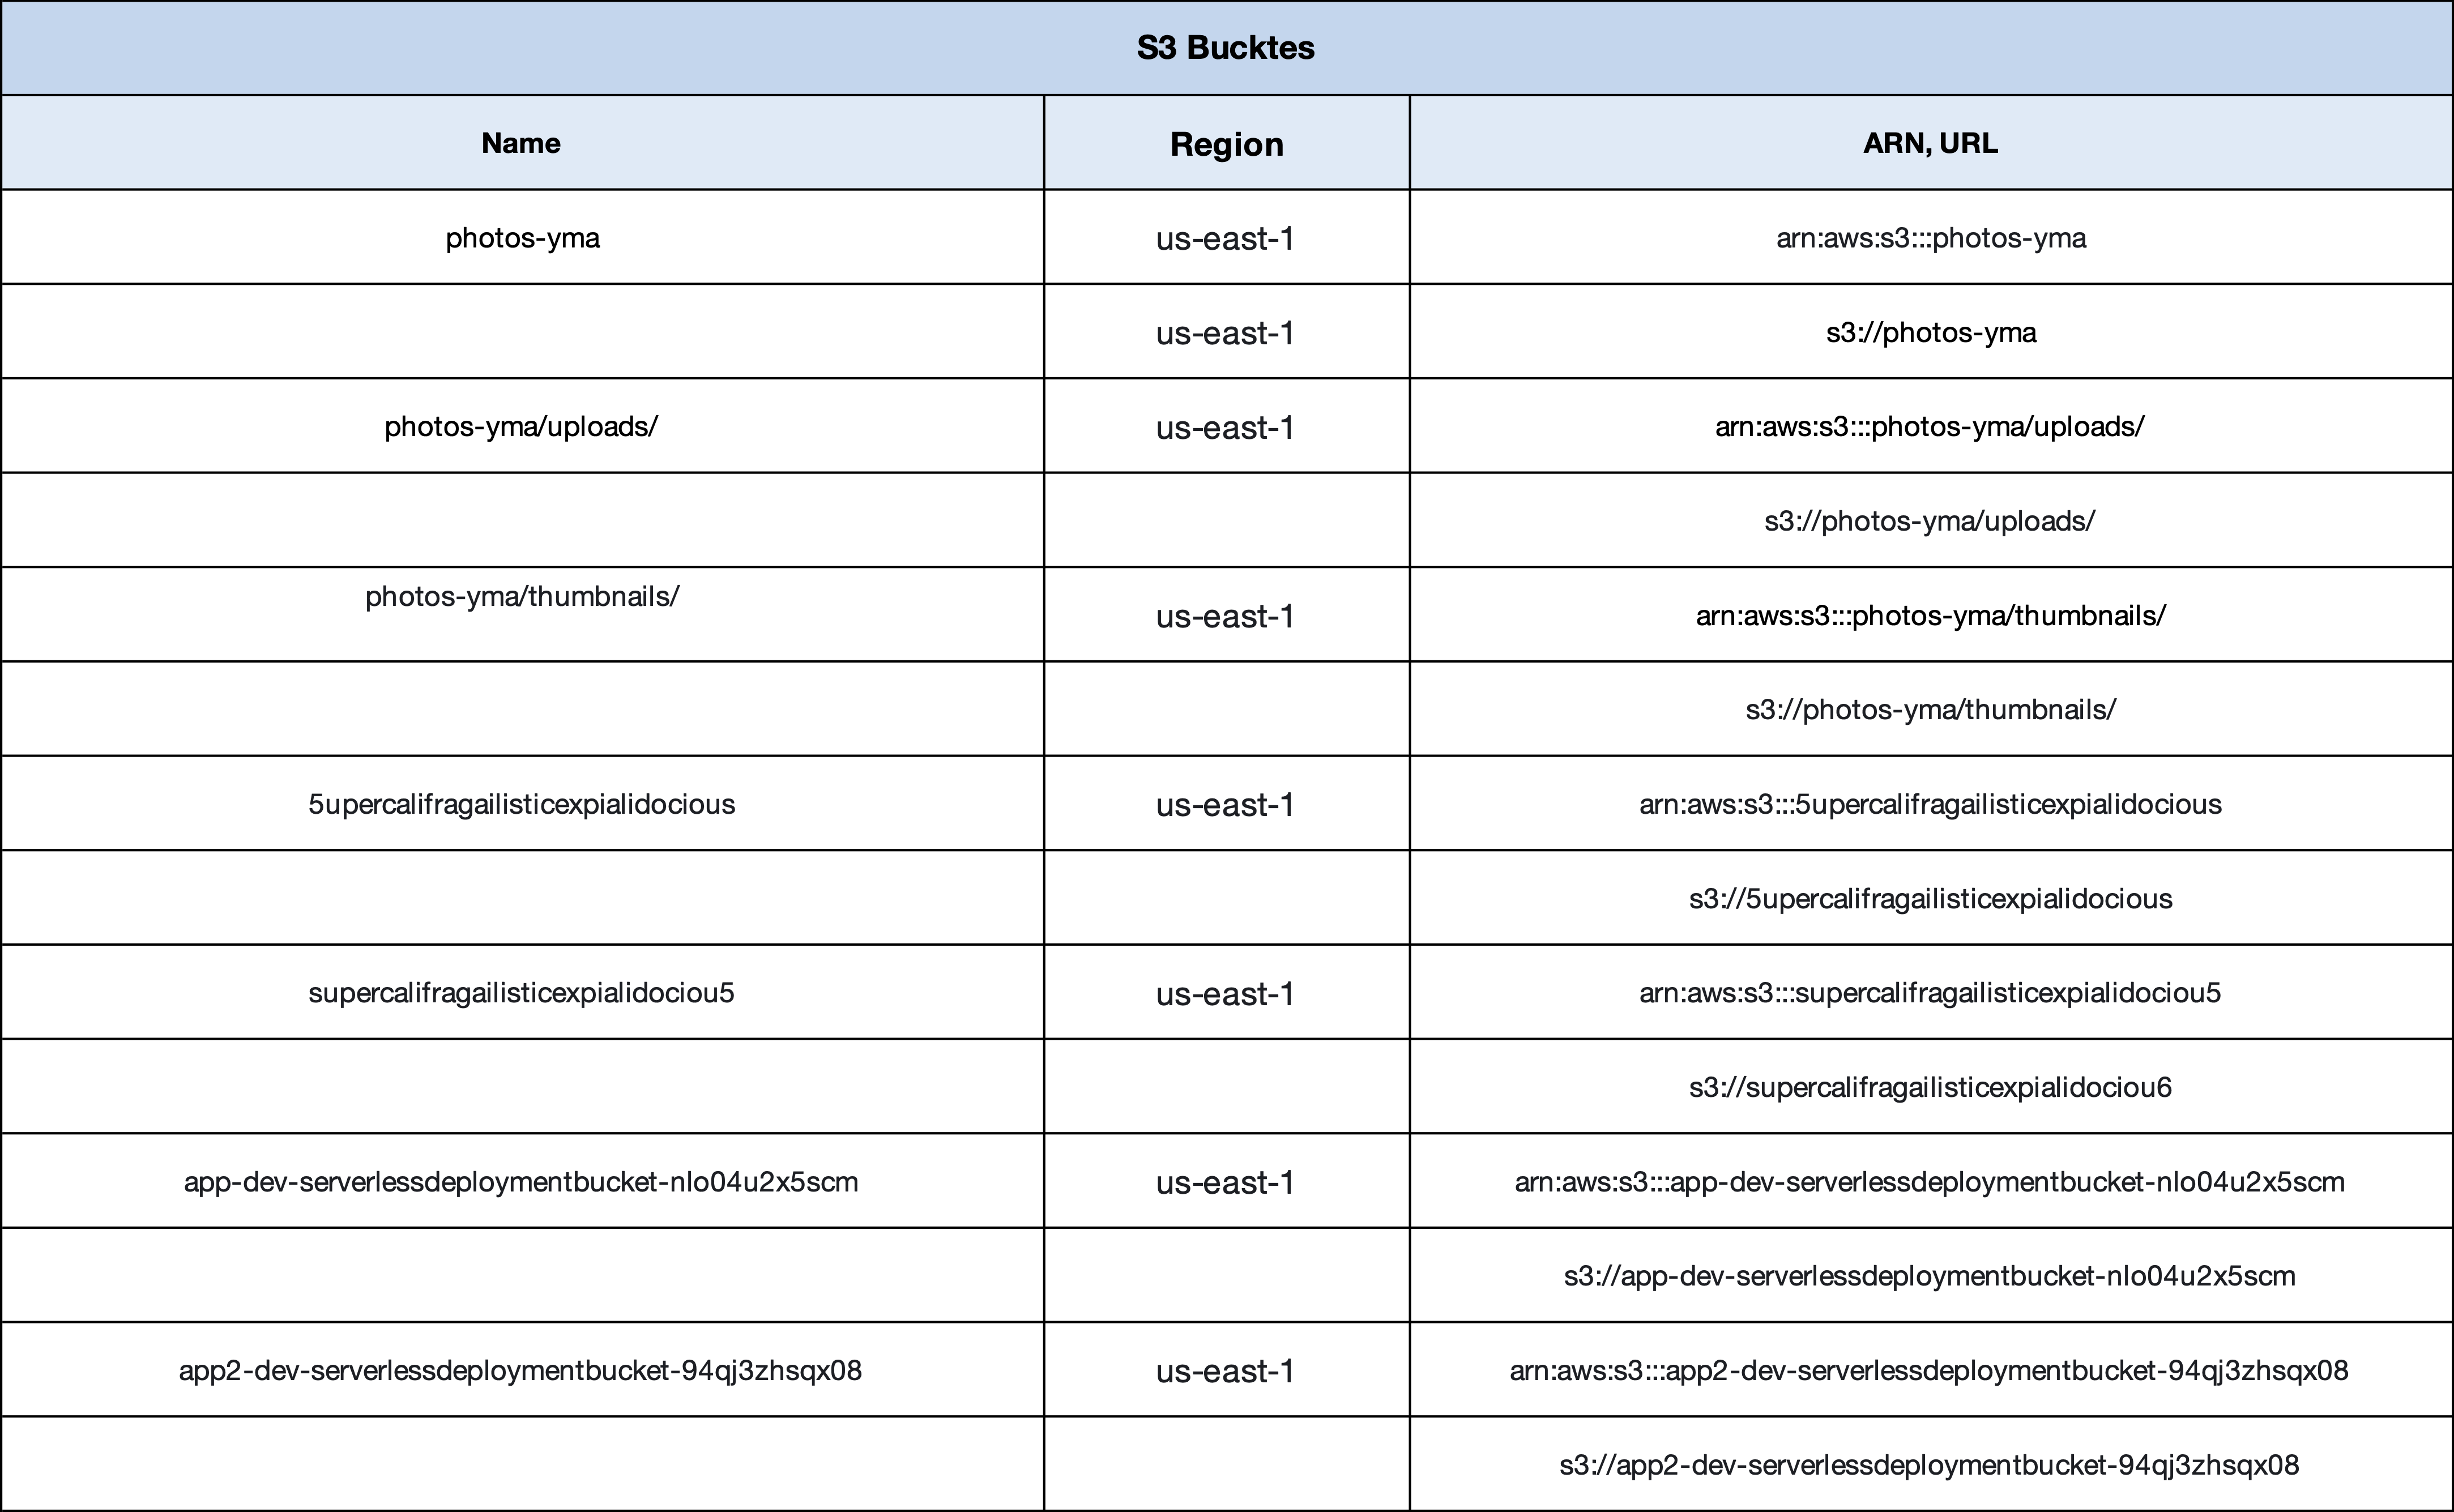 S3 Bucktes
Name Region ARN, URL
photos-yma us-east-1 arn:aws:s3:::photos-yma
us-east-1 s3://photos-yma
photos-yma/uploads/ us-east-1 arn:aws:s3:::photos-yma/uploads/
s3://photos-yma/uploads/
photos-yma/thumbnails/ us-east-1 arn:aws:s3:::photos-yma/thumbnails/
s3://photos-yma/thumbnails/
5upercalifragailisticexpialidocious us-east-1 arn:aws:s3:::5upercalifragailisticexpialidocious
s3://5upercalifragailisticexpialidocious
supercalifragailisticexpialidociou5 us-east-1 arn:aws:s3:::supercalifragailisticexpialidociou5
s3://supercalifragailisticexpialidociou6
app-dev-serverlessdeploymentbucket-nlo04u2x5scm us-east-1 arn:aws:s3:::app-dev-serverlessdeploymentbucket-nlo04u2x5scm
s3://app-dev-serverlessdeploymentbucket-nlo04u2x5scm
app2-dev-serverlessdeploymentbucket-94qj3zhsqx08 us-east-1 arn:aws:s3:::app2-dev-serverlessdeploymentbucket-94qj3zhsqx08
s3://app2-dev-serverlessdeploymentbucket-94qj3zhsqx08